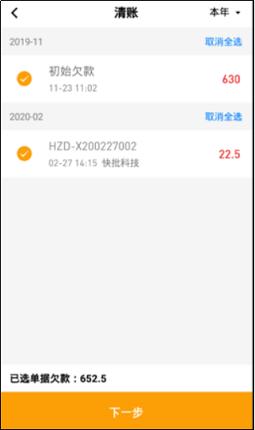 清账 本年
2019-11 取消全选
初始欠款 630
11-23 11:02
2020-02 取消全选
HZD-X200227002 22.5
02-27 14:15 快批科技
已选单据欠款：652.5
下一步